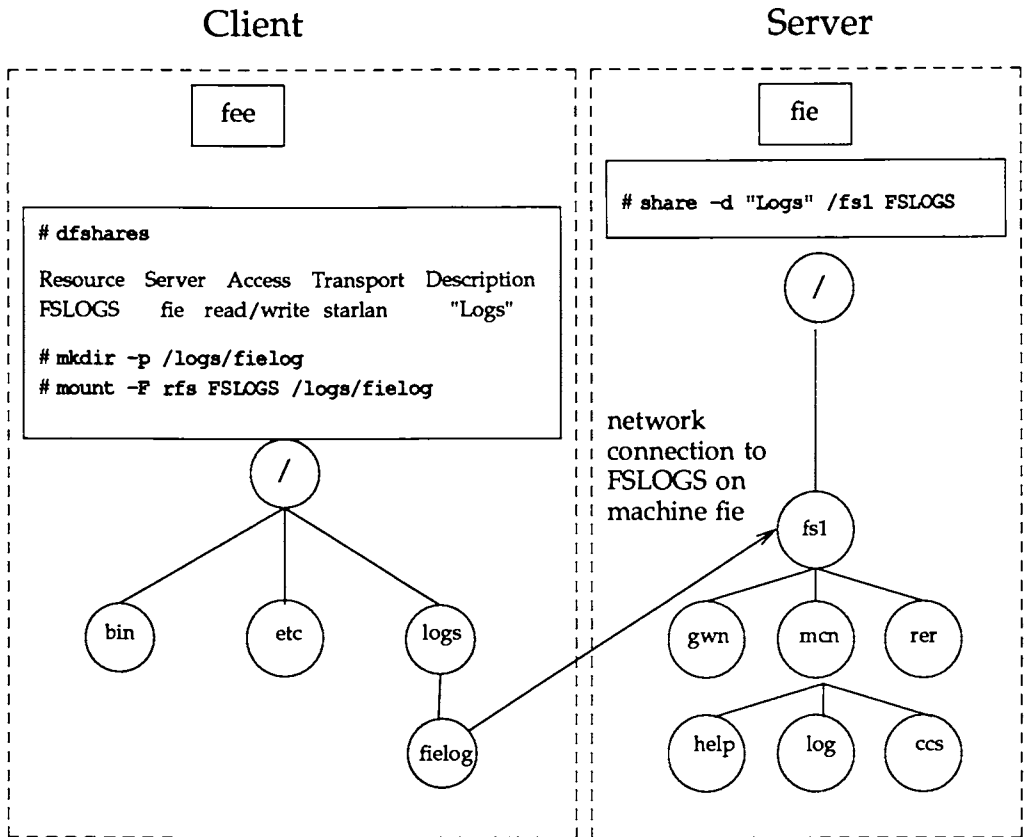 Client
Server
fee
# dfshares
Resource Server Access Transport Description
FSLOGS fie read/write starlan "Logs"
# mkdir -p /logs/fielog
# mount -F rfs FSLOGS /logs/fielog
/
bin
etc
logs
fielog
fie
# share -d "Logs" /fs1 FSLOGS
/
network
connection to
FSLOGS on
machine fie
fs1
gwn
mcn
rer
help
log
ccs